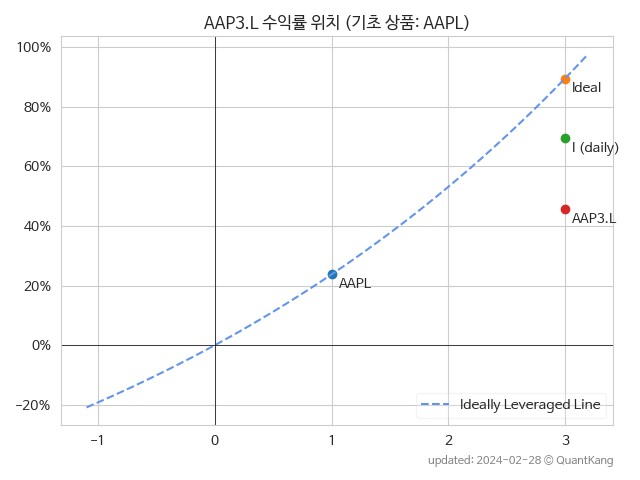 AAP3.L 수익률 위치 (기초 상품: AAPL)
100%
80%
60%
40%
20%
0%
−20%
Ideal
I (daily)
AAP3.L
AAPL
Ideally Leveraged Line
−1
0
1
2
3
updated: 2024-02-28 © QuantKang